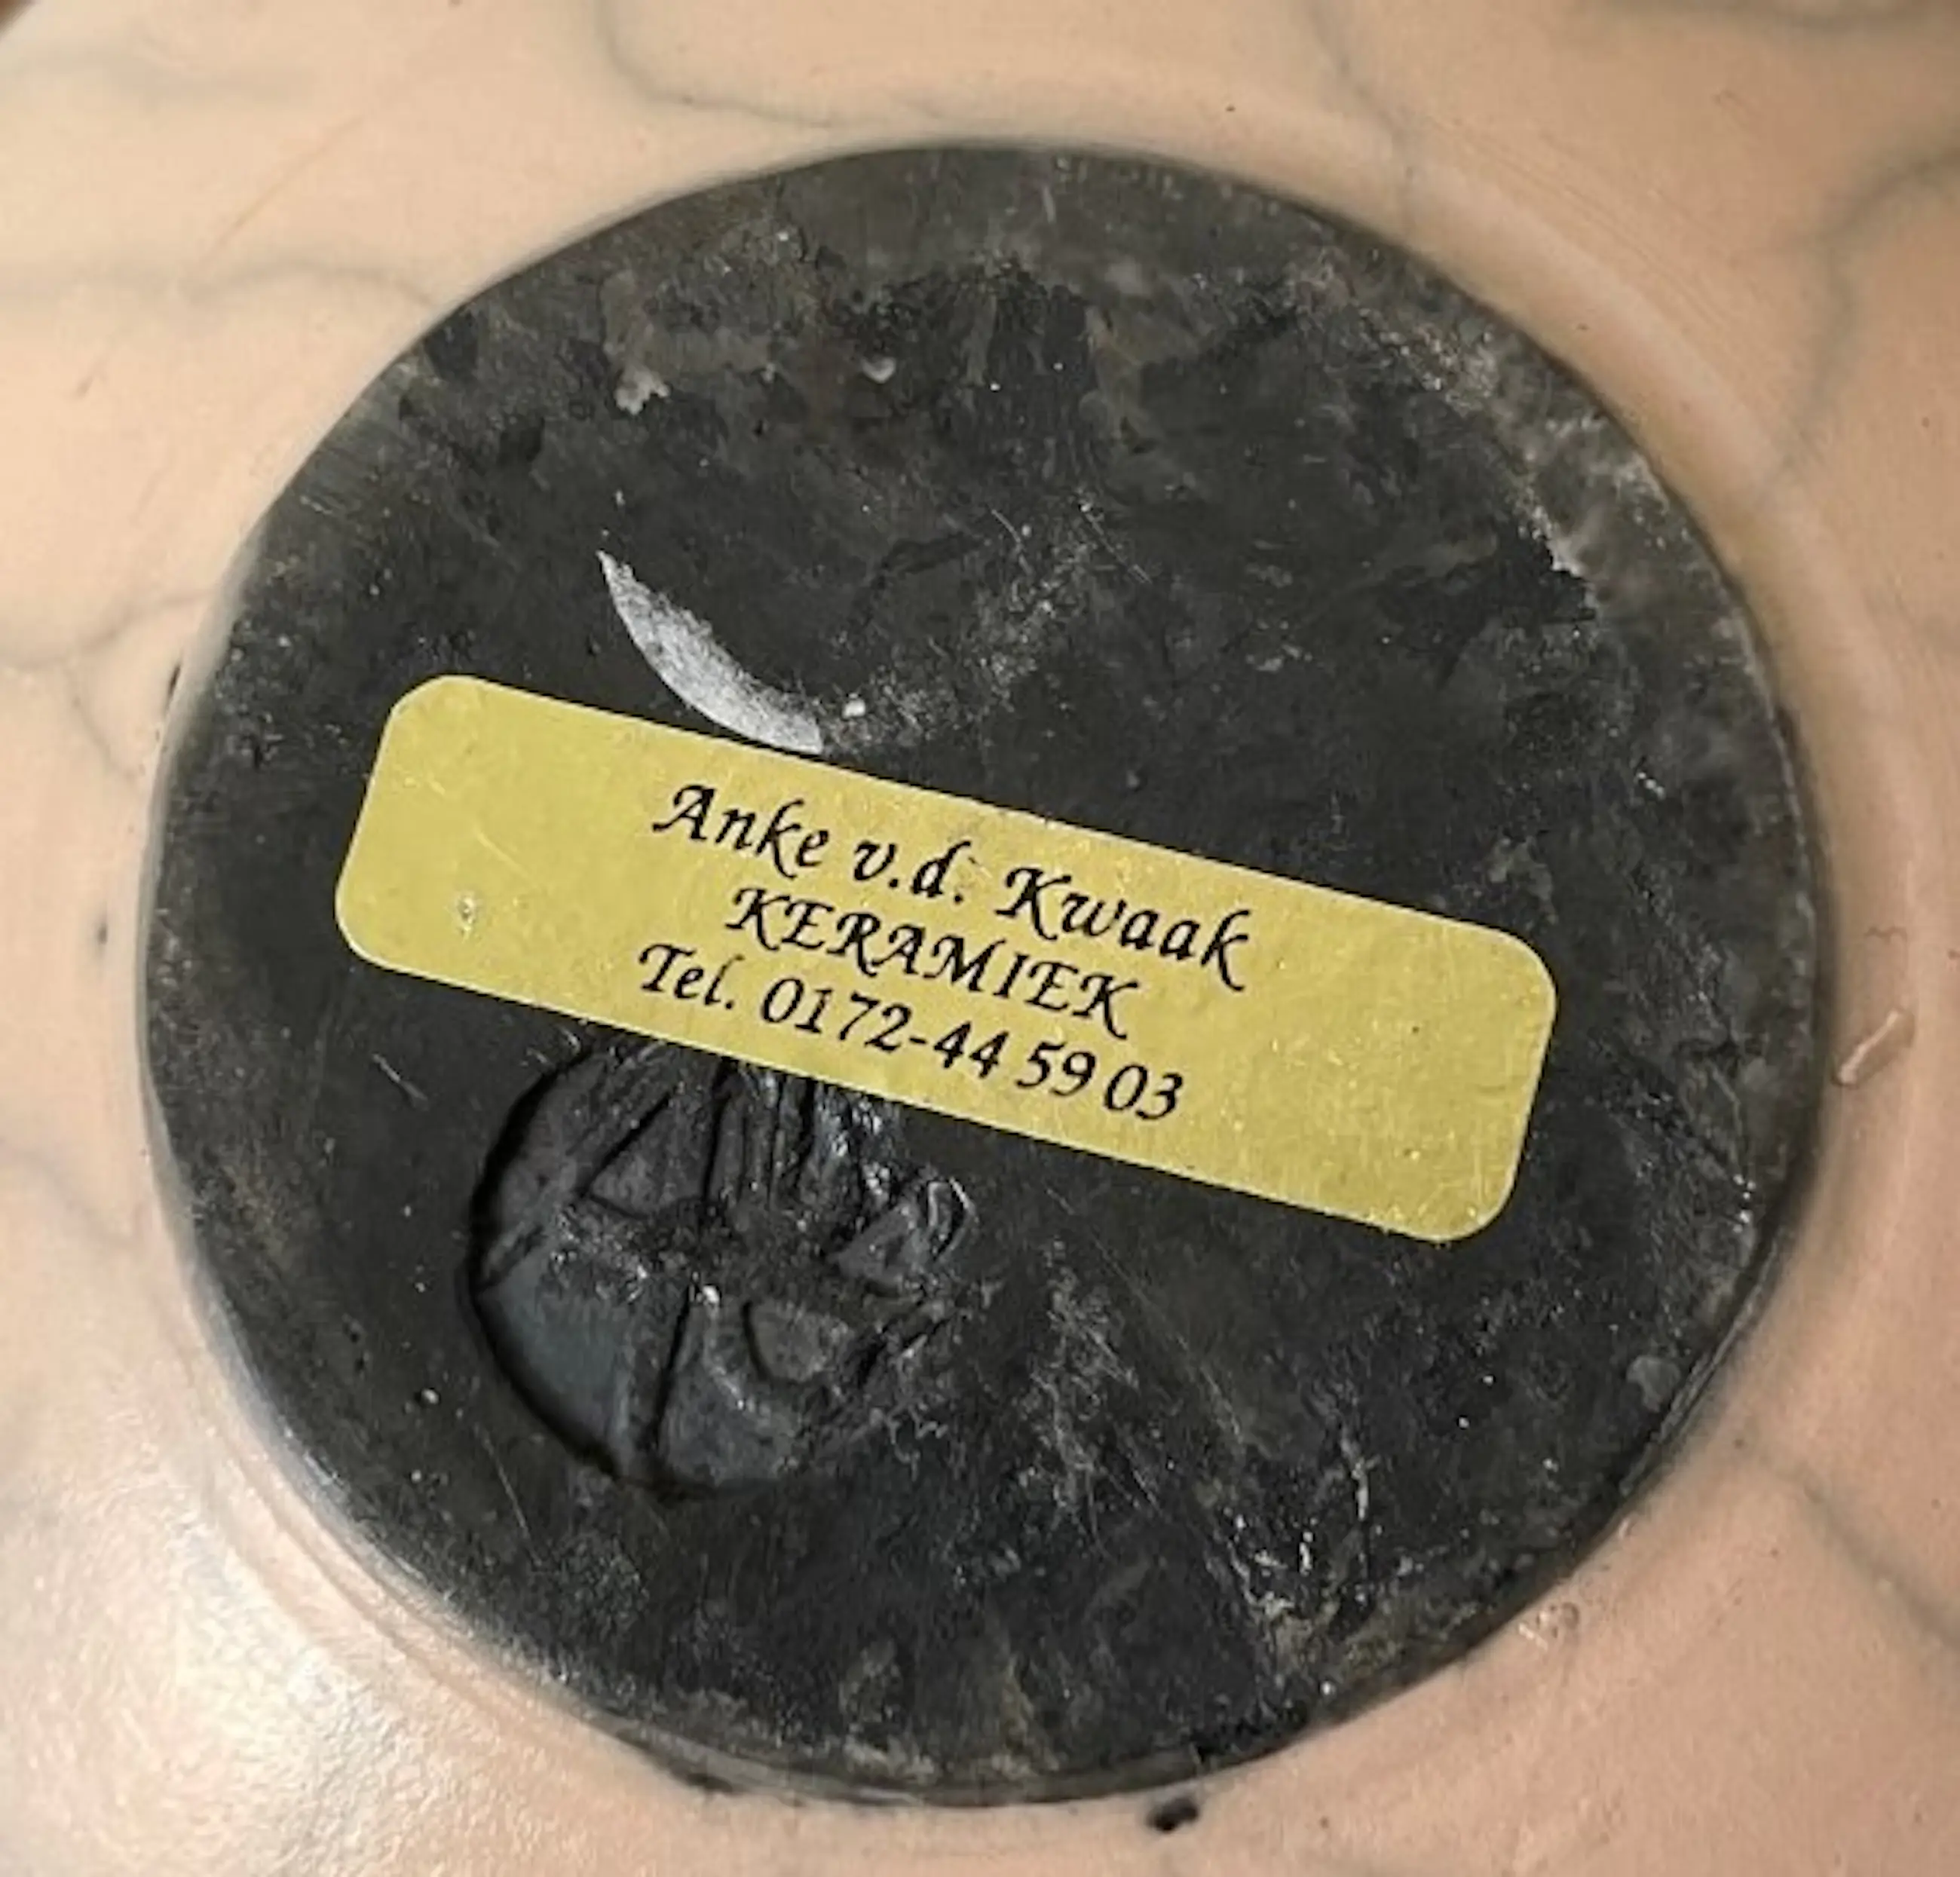 Anke v.d. Kwaak
KERAMIEK
Tel. 0172-44 59 03